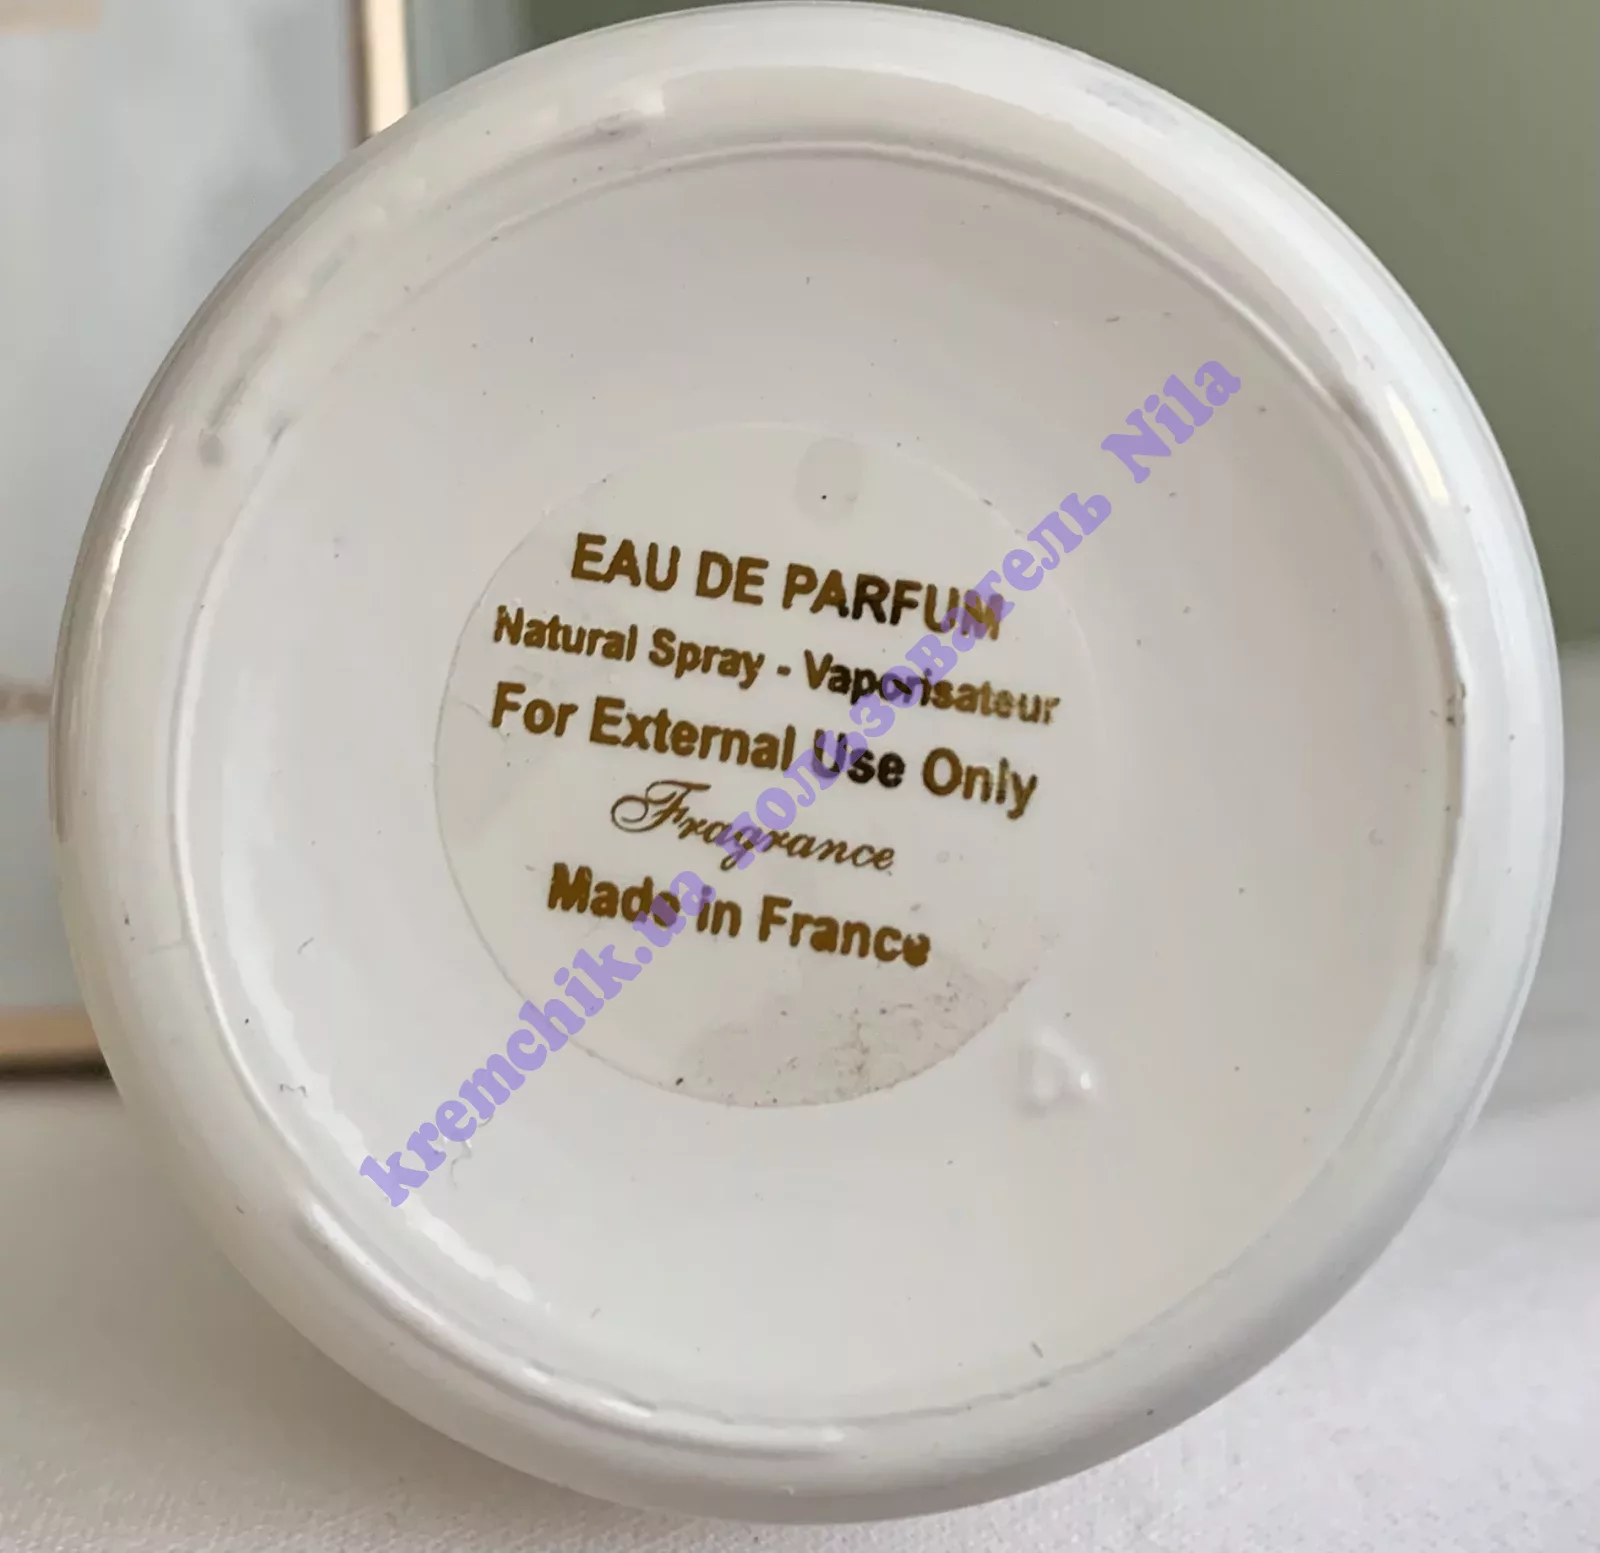 EAU DE PARFUM
Natural Spray - Vaporisateur
For External Use Only
Fragrance
Made in France
kremchik.ua пользователь Nila